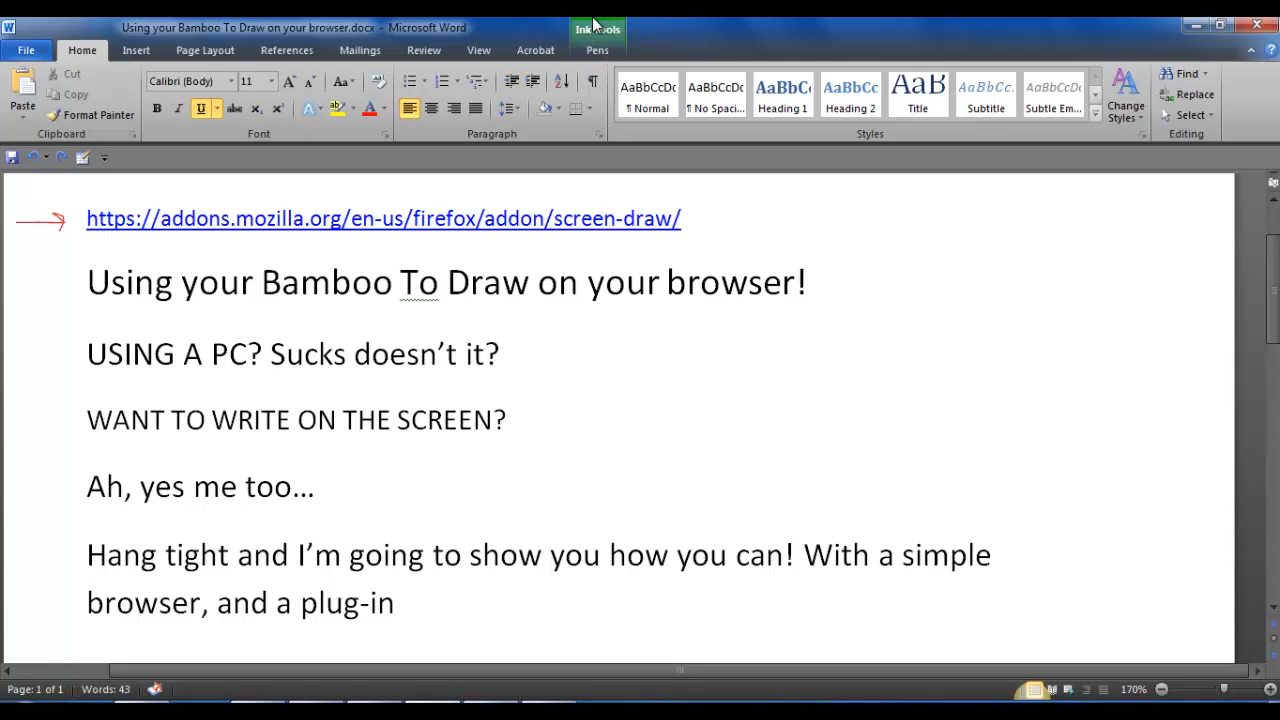 Using your Bamboo To Draw on your browser.docx - Microsoft Word
Ink Tools
File Home Insert Page Layout References Mailings Review View Acrobat Pens
Paste
Cut
Copy
Format Painter
Calibri (Body) 11
AaBbCcDc AaBbCcDc AaBbC AaBbCc AaB AaBbCc. AaBbCcDc
¶ Normal ¶ No Spaci... Heading 1 Heading 2 Title Subtitle Subtle Em...
Change Styles
Find
Replace
Select
Clipboard Font Paragraph Styles Editing
https://addons.mozilla.org/en-us/firefox/addon/screen-draw/
Using your Bamboo To Draw on your browser!
USING A PC? Sucks doesn’t it?
WANT TO WRITE ON THE SCREEN?
Ah, yes me too…
Hang tight and I’m going to show you how you can! With a simple
browser, and a plug-in
Page: 1 of 1 Words: 43 170%